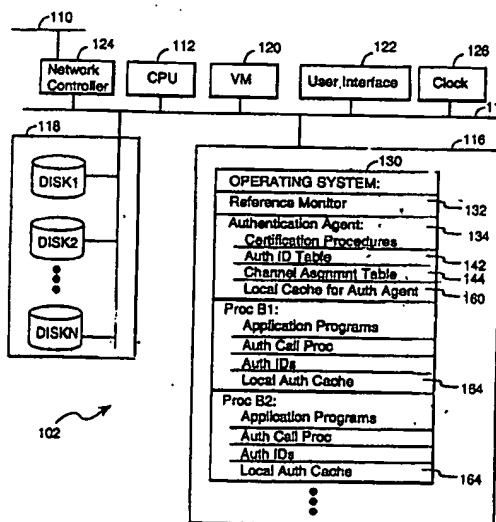 110
124
112
120
122
126
Network
Controller
CPU
VM
User Interface
Clock
11
118
116
DISK1
DISK2
DISKN
102
130
OPERATING SYSTEM:
Reference Monitor
132
Authentication Agent:
134
Certification Procedures
Auth ID Table
142
Channel Asgnmnt Table
144
Local Cache for Auth Agent
160
Proc B1:
Application Programs
Auth Call Proc
Auth IDs
Local Auth Cache
164
Proc B2:
Application Programs
Auth Call Proc
Auth IDs
Local Auth Cache
164